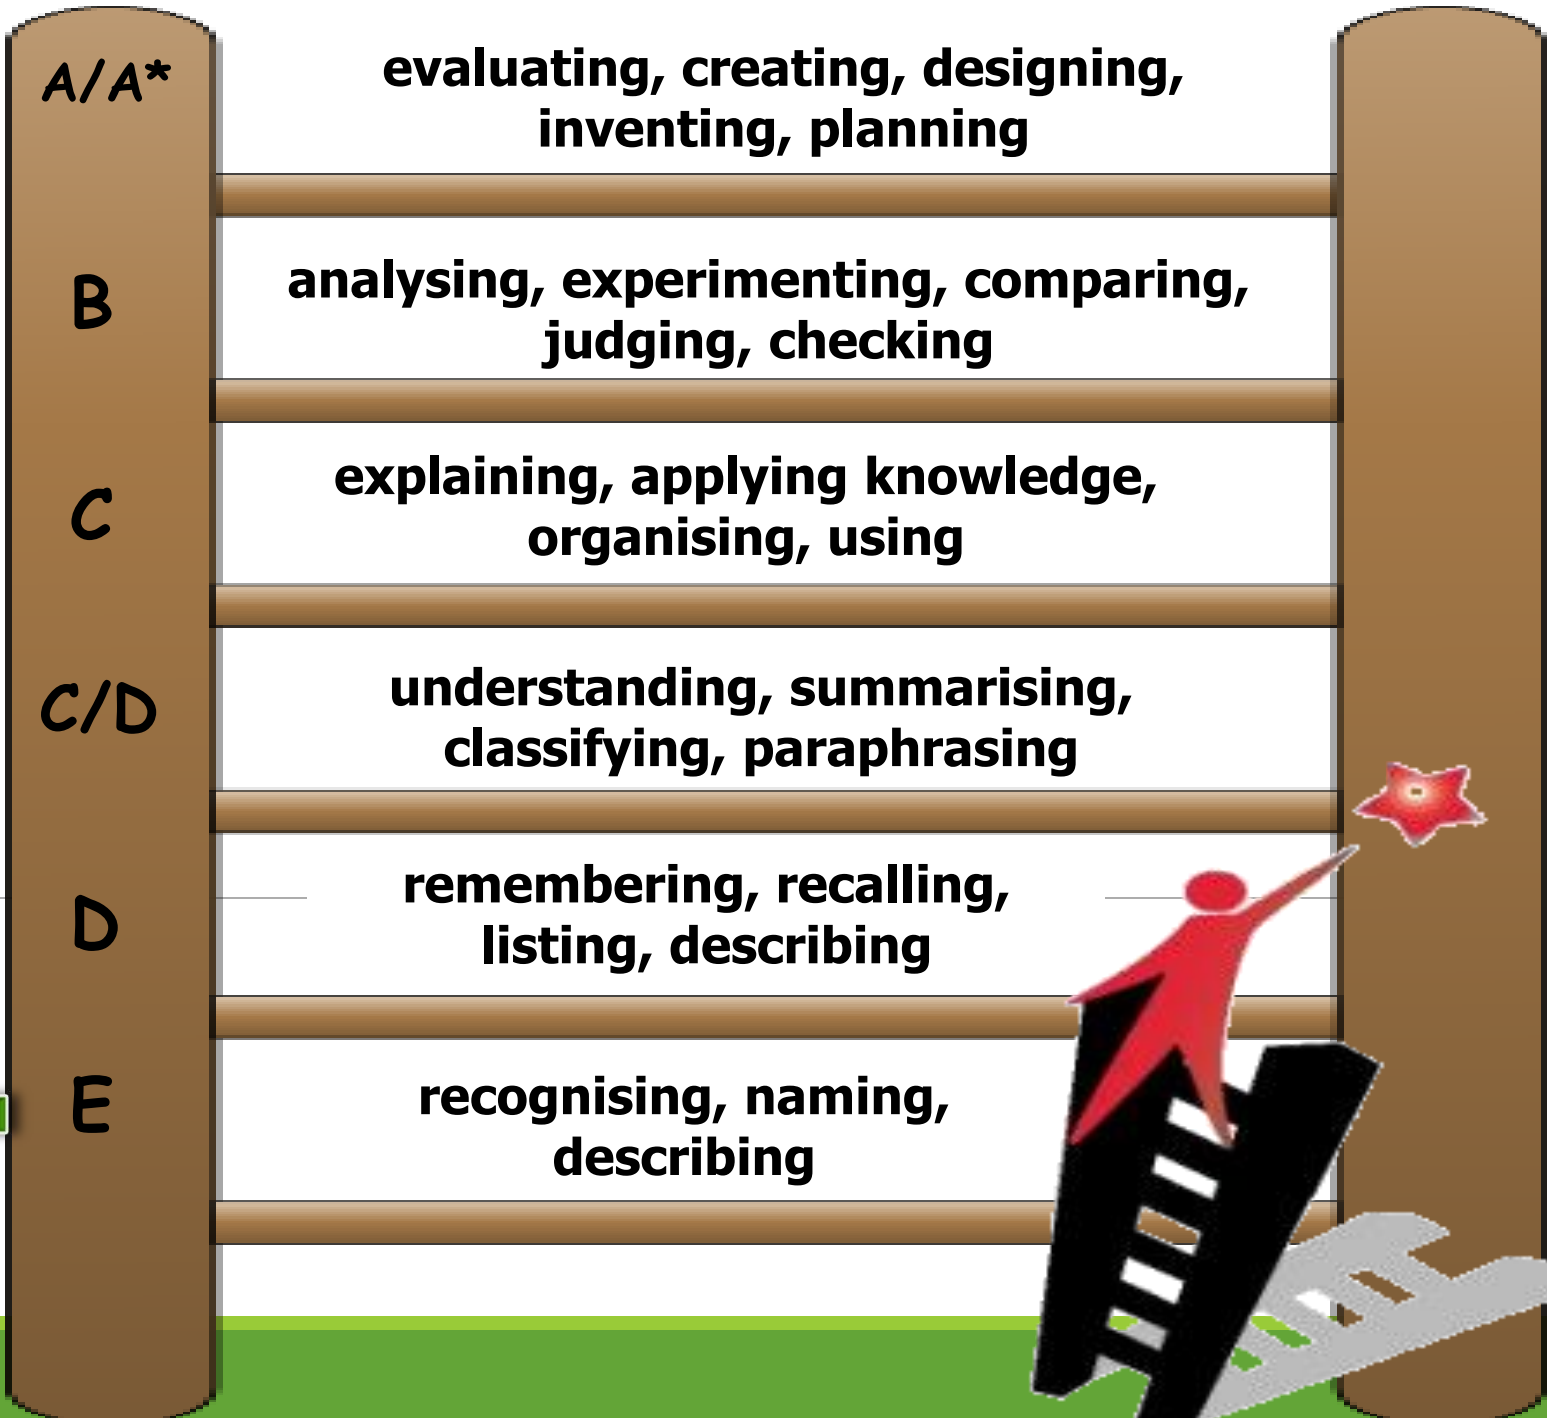 A/A*
evaluating, creating, designing,
inventing, planning
B
analysing, experimenting, comparing,
judging, checking
C
explaining, applying knowledge,
organising, using
C/D
understanding, summarising,
classifying, paraphrasing
D
remembering, recalling,
listing, describing
E
recognising, naming,
describing